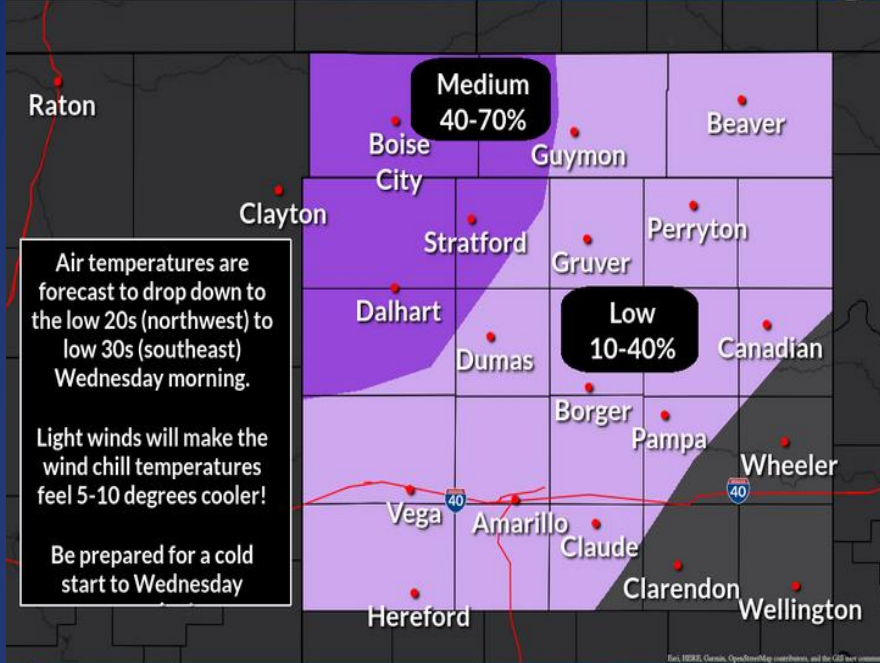 Medium
40-70%
Raton
Boise
City
Guymon
Beaver
Clayton
Stratford
Gruver
Perryton
Air temperatures are
forecast to drop down to
the low 20s (northwest) to
low 30s (southeast)
Wednesday morning.
Light winds will make the
wind chill temperatures
feel 5-10 degrees cooler!
Be prepared for a cold
start to Wednesday
Dalhart
Low
10-40%
Dumas
Canadian
Borger
Pampa
Wheeler
40
40
Vega
Amarillo
Claude
Clarendon
Hereford
Wellington
Esri, HERE, Garmin, OpenStreetMap contributors, and the GIS user commun